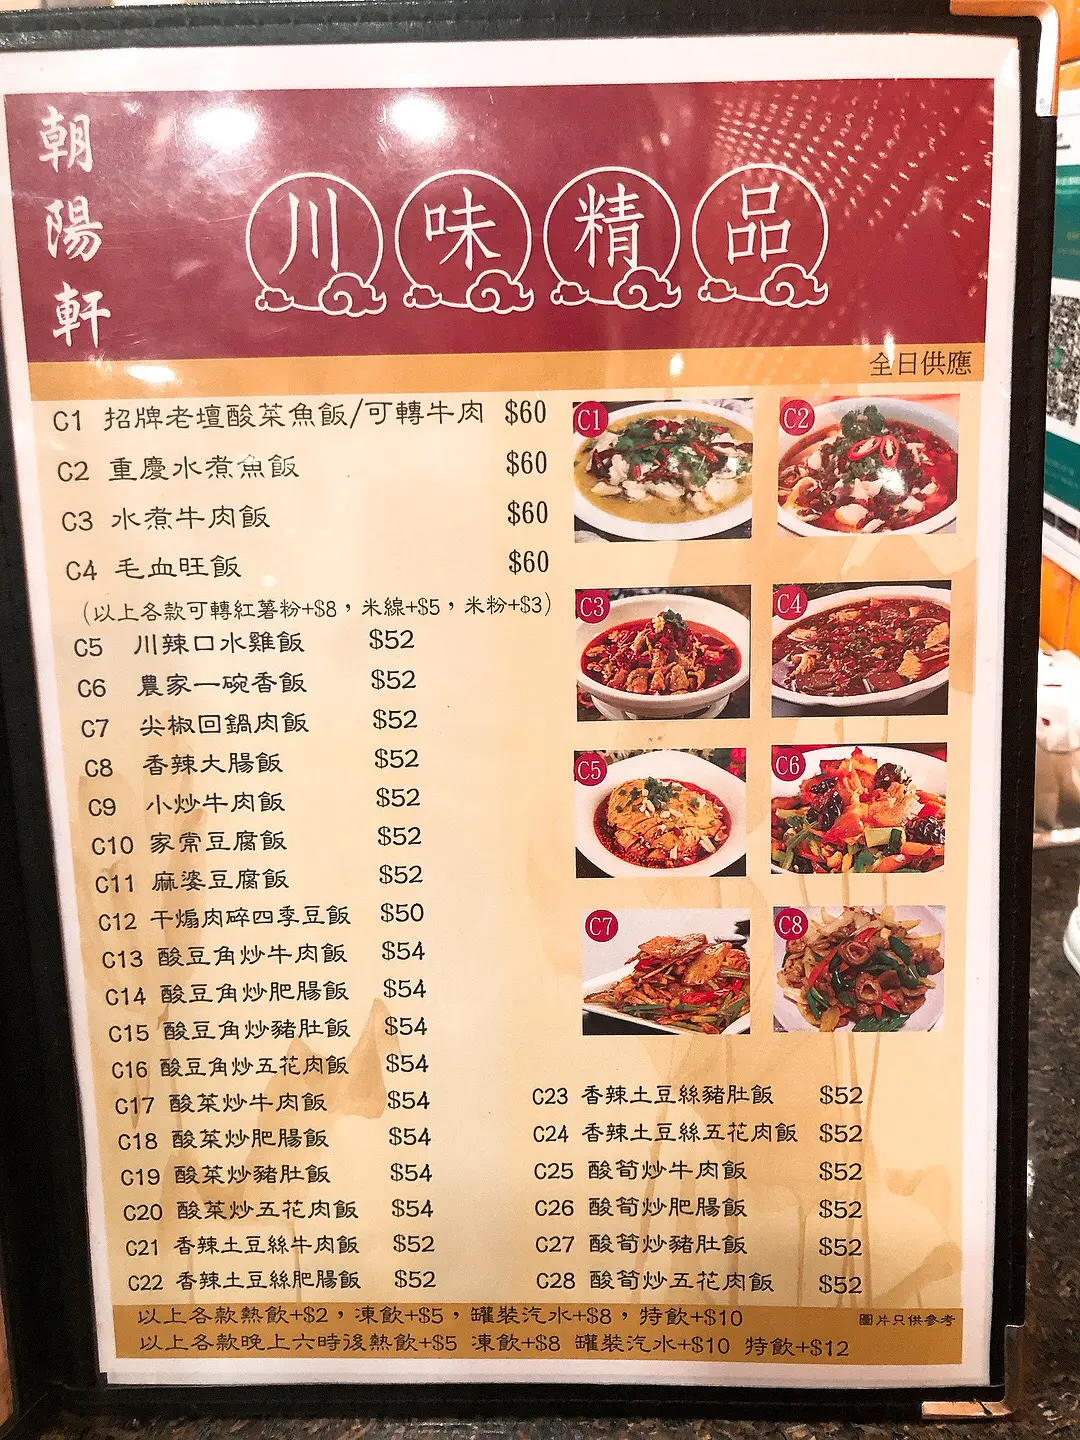 朝陽軒
川味精品
全日供應
C1 招牌老壇酸菜魚飯/可轉牛肉 $60
C2 重慶水煮魚飯 $60
C3 水煮牛肉飯 $60
C4 毛血旺飯 $60
(以上各款可轉紅薯粉+$8，米線+$5，米粉+$3)
C5 川辣口水雞飯 $52
C6 農家一碗香飯 $52
C7 尖椒回鍋肉飯 $52
C8 香辣大腸飯 $52
C9 小炒牛肉飯 $52
C10 家常豆腐飯 $52
C11 麻婆豆腐飯 $52
C12 干煸肉碎四季豆飯 $50
C13 酸豆角炒牛肉飯 $54
C14 酸豆角炒肥腸飯 $54
C15 酸豆角炒豬肚飯 $54
C16 酸豆角炒五花肉飯 $54
C17 酸菜炒牛肉飯 $54
C18 酸菜炒肥腸飯 $54
C19 酸菜炒豬肚飯 $54
C20 酸菜炒五花肉飯 $54
C21 香辣土豆絲牛肉飯 $52
C22 香辣土豆絲肥腸飯 $52
C1
C2
C3
C4
C5
C6
C7
C8
C23 香辣土豆絲豬肚飯 $52
C24 香辣土豆絲五花肉飯 $52
C25 酸筍炒牛肉飯 $52
C26 酸筍炒肥腸飯 $52
C27 酸筍炒豬肚飯 $52
C28 酸筍炒五花肉飯 $52
以上各款熱飲+$2，凍飲+$5，罐裝汽水+$8，特飲+$10
圖片只供參考
以上各款晚上六時後熱飲+$5 凍飲+$8 罐裝汽水+$10 特飲+$12